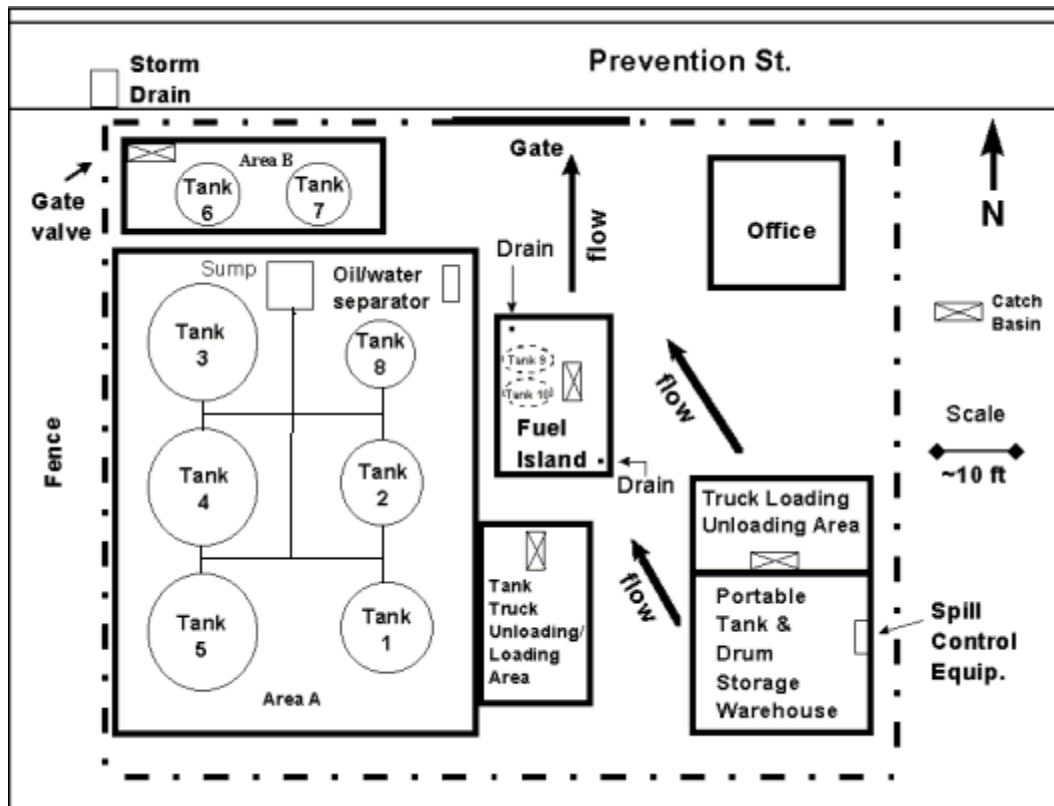 Prevention St.
Storm
Drain
Gate
valve
Area B
Tank
6
Tank
7
Gate
flow
Office
N
Drain
Sump
Oil/water
separator
Tank
3
Tank
8
Tank 9
Tank 10
Fuel
Island
Drain
flow
Catch
Basin
Scale
~10 ft
Fence
Tank
4
Tank
2
Tank
5
Tank
1
Area A
Tank
Truck
Unloading/
Loading
Area
flow
Truck Loading
Unloading Area
Portable
Tank &
Drum
Storage
Warehouse
Spill
Control
Equip.